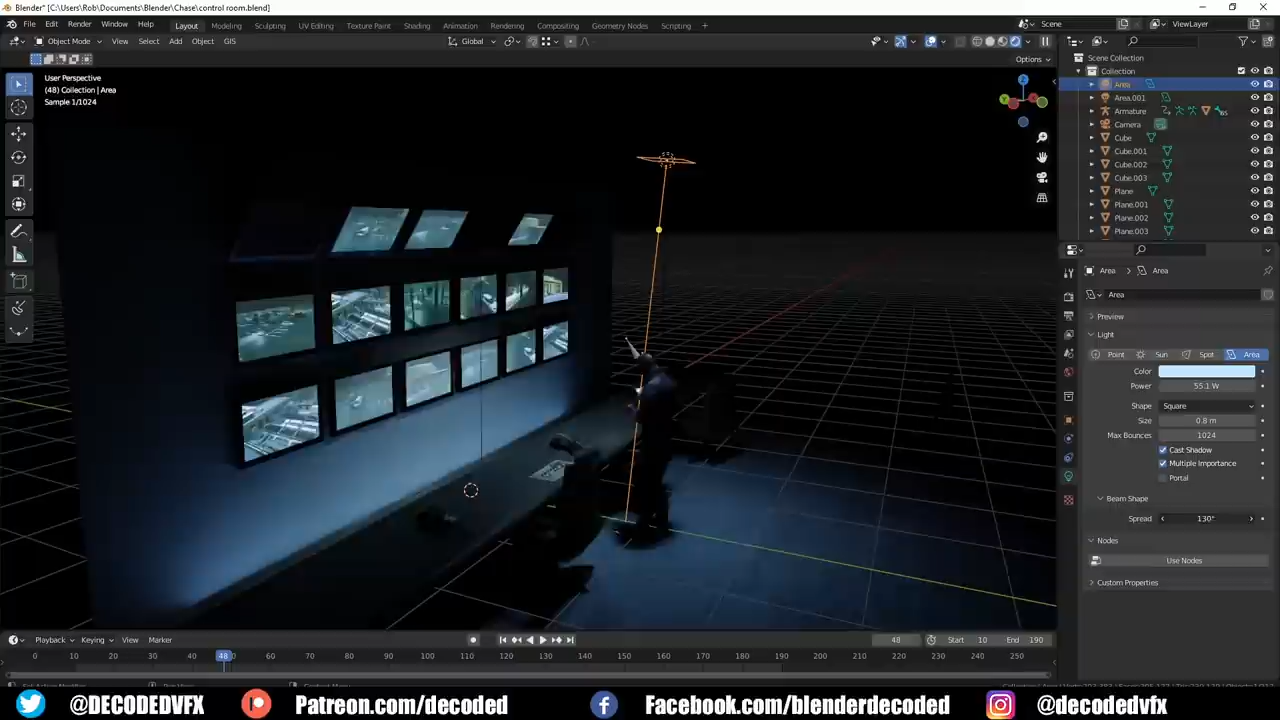 Blender* [C:\Users\Rob\Documents\Blender\Chase\control room.blend]
File Edit Render Window Help Layout Modeling Sculpting UV Editing Texture Paint Shading Animation Rendering Compositing Geometry Nodes Scripting + Scene ViewLayer
Object Mode View Select Add Object GIS Global
Options
User Perspective
(48) Collection | Area
Sample 1/1024
Scene Collection
Collection
Area
Area.001
Armature
Camera
Cube
Cube.001
Cube.002
Cube.003
Plane
Plane.001
Plane.002
Plane.003
Area Area
Area
Preview
Light
Point Sun Spot Area
Color
Power 55.1 W
Shape Square
Size 0.8 m
Max Bounces 1024
Cast Shadow
Multiple Importance
Portal
Beam Shape
Spread 130°
Nodes
Use Nodes
Custom Properties
Playback Keying View Marker 48 Start 10 End 190
0 10 20 30 40 48 60 70 80 90 100 110 120 130 140 150 160 170 180 190 200 210 220 230 240 250
@DECODEDVFX Patreon.com/decoded Facebook.com/blenderdecoded @decodedvfx